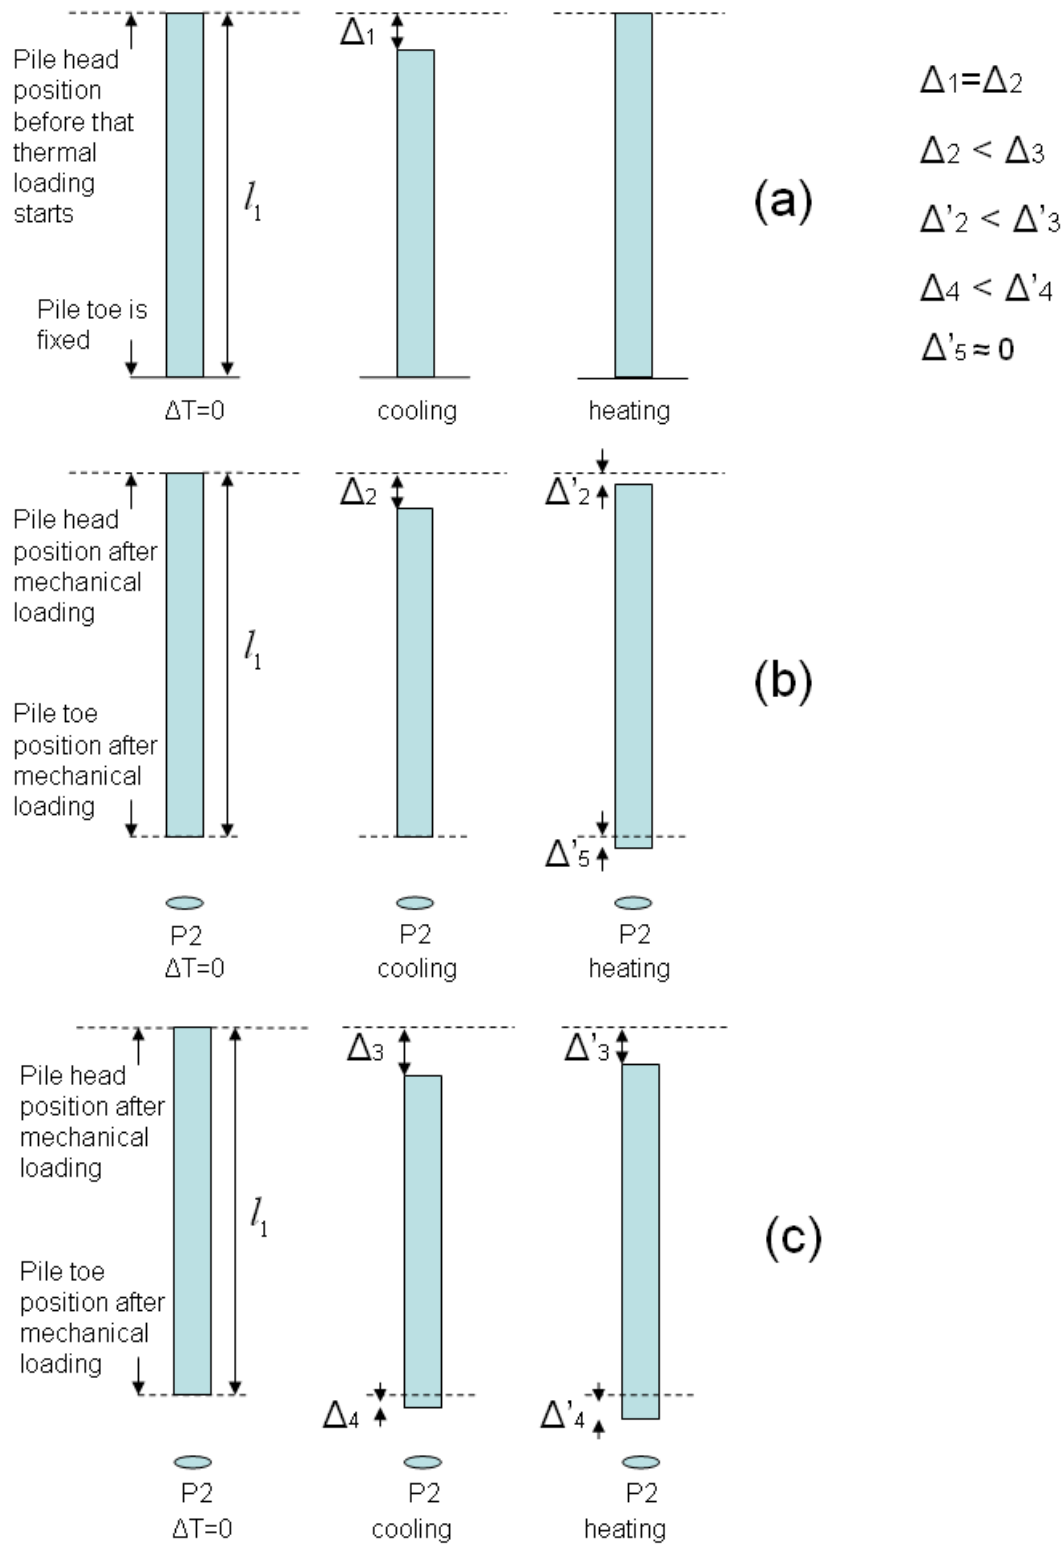 Pile head
position
before that
thermal
loading
starts
l₁
Pile toe is
fixed
ΔT=0
Δ₁
cooling
heating
(a)
Δ₁=Δ₂
Δ₂ < Δ₃
Δ'₂ < Δ'₃
Δ₄ < Δ'₄
Δ'₅ ≈ 0
Pile head
position after
mechanical
loading
l₁
Pile toe
position after
mechanical
loading
P2
ΔT=0
Δ₂
P2
cooling
Δ'₂
Δ'₅
P2
heating
(b)
Pile head
position after
mechanical
loading
l₁
Pile toe
position after
mechanical
loading
P2
ΔT=0
Δ₃
Δ₄
P2
cooling
Δ'₃
Δ'₄
P2
heating
(c)